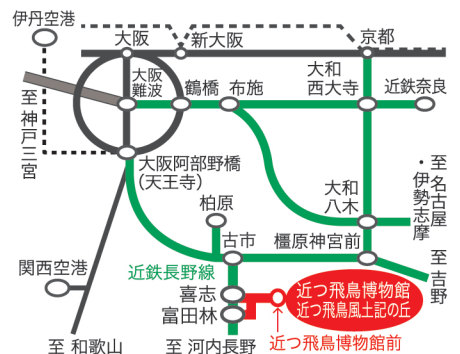 伊丹空港
大阪
新大阪
京都
大阪
難波
鶴橋
布施
大和
西大寺
近鉄奈良
至 神戸三宮
大阪阿部野橋
(天王寺)
柏原
大和
八木
至 名古屋
・伊勢志摩
古市
橿原神宮前
至 吉野
近鉄長野線
関西空港
喜志
富田林
近つ飛鳥博物館
近つ飛鳥風土記の丘
近つ飛鳥博物館前
至 和歌山
至 河内長野